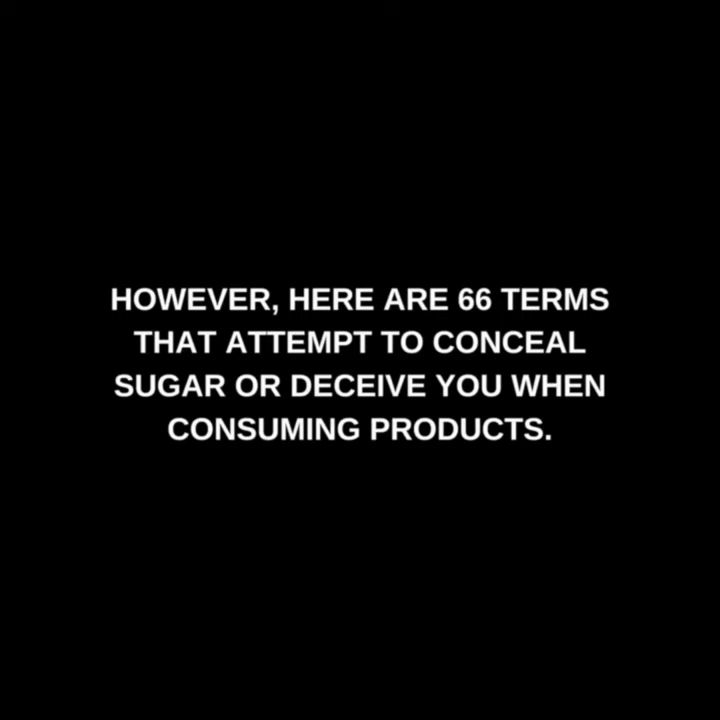 HOWEVER, HERE ARE 66 TERMS
THAT ATTEMPT TO CONCEAL
SUGAR OR DECEIVE YOU WHEN
CONSUMING PRODUCTS.